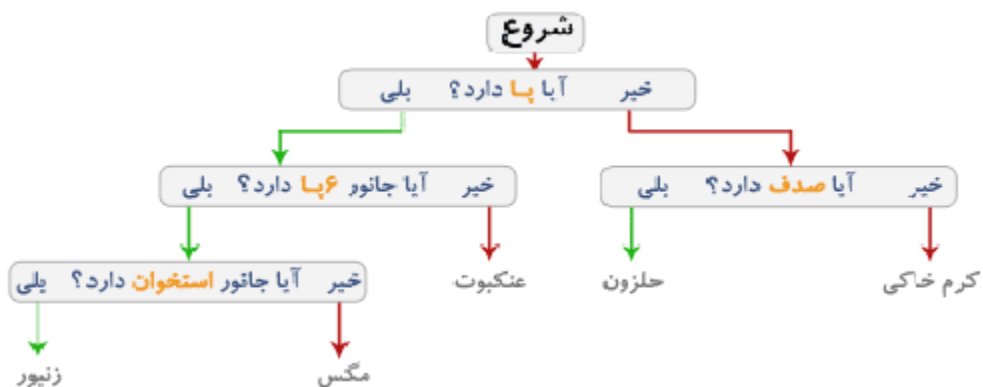 شروع
خیر آیا پا دارد؟ بلی
خیر آیا صدف دارد؟ بلی
خیر آیا جانور ۶پا دارد؟ بلی
کرم خاکی
حلزون
عنکبوت
خیر آیا جانور استخوان دارد؟ بلی
مگس
زنبور